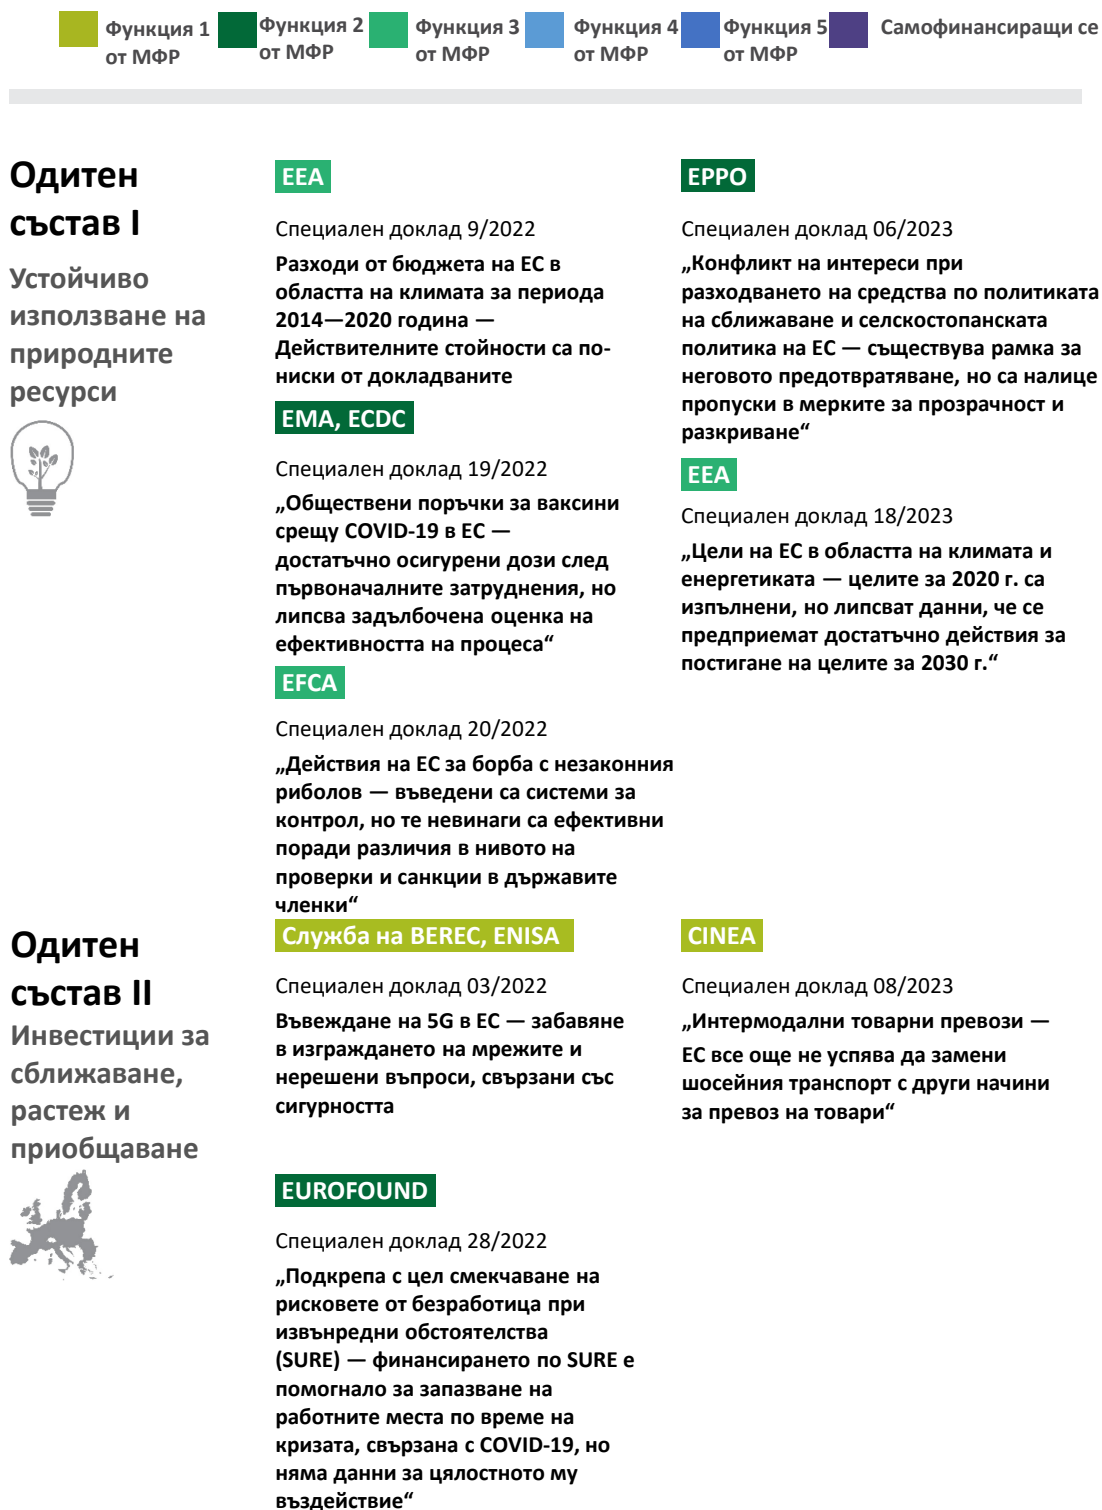 Функция 1
от МФР
Функция 2
от МФР
Функция 3
от МФР
Функция 4
от МФР
Функция 5
от МФР
Самофинансиращи се
Одитен
състав I
Устойчиво
използване на
природните
ресурси
EEA
Специален доклад 9/2022
Разходи от бюджета на ЕС в
областта на климата за периода
2014—2020 година —
Действителните стойности са по-
ниски от докладваните
EMA, ECDC
Специален доклад 19/2022
„Обществени поръчки за ваксини
срещу COVID-19 в ЕС —
достатъчно осигурени дози след
първоначалните затруднения, но
липсва задълбочена оценка на
ефективността на процеса“
EFCA
Специален доклад 20/2022
„Действия на ЕС за борба с незаконния
риболов — въведени са системи за
контрол, но те невинаги са ефективни
поради различия в нивото на
проверки и санкции в държавите
членки“
EPPO
Специален доклад 06/2023
„Конфликт на интереси при
разходването на средства по политиката
на сближаване и селскостопанската
политика на ЕС — съществува рамка за
неговото предотвратяване, но са налице
пропуски в мерките за прозрачност и
разкриване“
EEA
Специален доклад 18/2023
„Цели на ЕС в областта на климата и
енергетиката — целите за 2020 г. са
изпълнени, но липсват данни, че се
предприемат достатъчно действия за
постигане на целите за 2030 г.“
Одитен
състав II
Инвестиции за
сближаване,
растеж и
приобщаване
Служба на BEREC, ENISA
Специален доклад 03/2022
Въвеждане на 5G в ЕС — забавяне
в изграждането на мрежите и
нерешени въпроси, свързани със
сигурността
EUROFOUND
Специален доклад 28/2022
„Подкрепа с цел смекчаване на
рисковете от безработица при
извънредни обстоятелства
(SURE) — финансирането по SURE е
помогнало за запазване на
работните места по време на
кризата, свързана с COVID-19, но
няма данни за цялостното му
въздействие“
CINEA
Специален доклад 08/2023
„Интермодални товарни превози —
ЕС все още не успява да замени
шосейния транспорт с други начини
за превоз на товари“